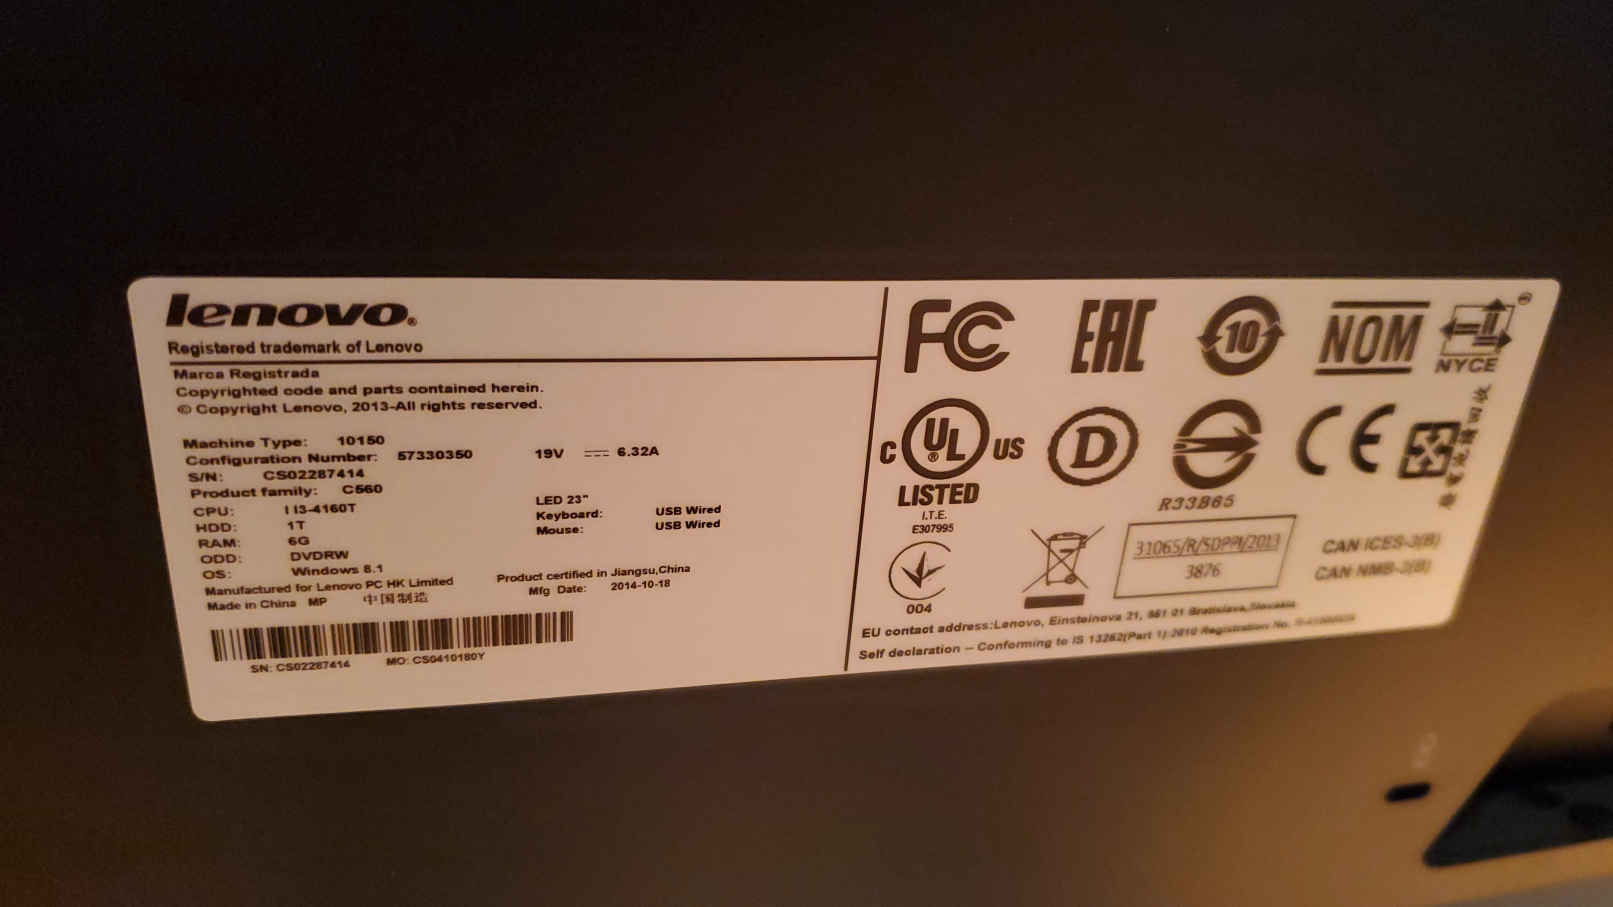 lenovo®
Registered trademark of Lenovo
Marca Registrada
Copyrighted code and parts contained herein.
© Copyright Lenovo, 2013-All rights reserved.
Machine Type: 10150
Configuration Number: 57330350
19V ⎓ 6.32A
S/N: CS02287414
Product family: C560
CPU: I I3-4160T
HDD: 1T
RAM: 6G
ODD: DVDRW
OS: Windows 8.1
LED 23"
Keyboard: USB Wired
Mouse: USB Wired
Manufactured for Lenovo PC HK Limited
Made in China MP 中国制造
Product certified in Jiangsu,China
Mfg Date: 2014-10-18
SN: CS02287414 MO: CS0410180Y
FC EAC 10 NOM NYCE
C UL® US D CE
LISTED
I.T.E.
E307995
R33B65
004
31065/R/SDPPI/2013
3876
CAN ICES-3(B)
CAN NMB-3(B)
EU contact address:Lenovo, Einsteinova 21, 851 01 Bratislava,Slovakia
Self declaration – Conforming to IS 13252(Part 1):2010 Registration No.